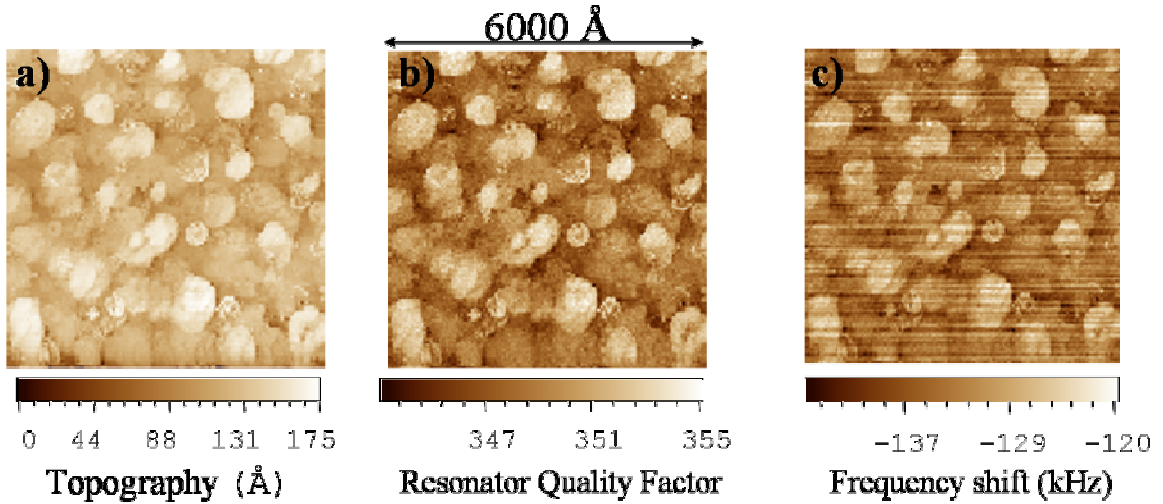 6000 Å
a) b) c)
0 44 88 131 175 347 351 355 -137 -129 -120
Topography (Å) Resonator Quality Factor Frequency shift (kHz)